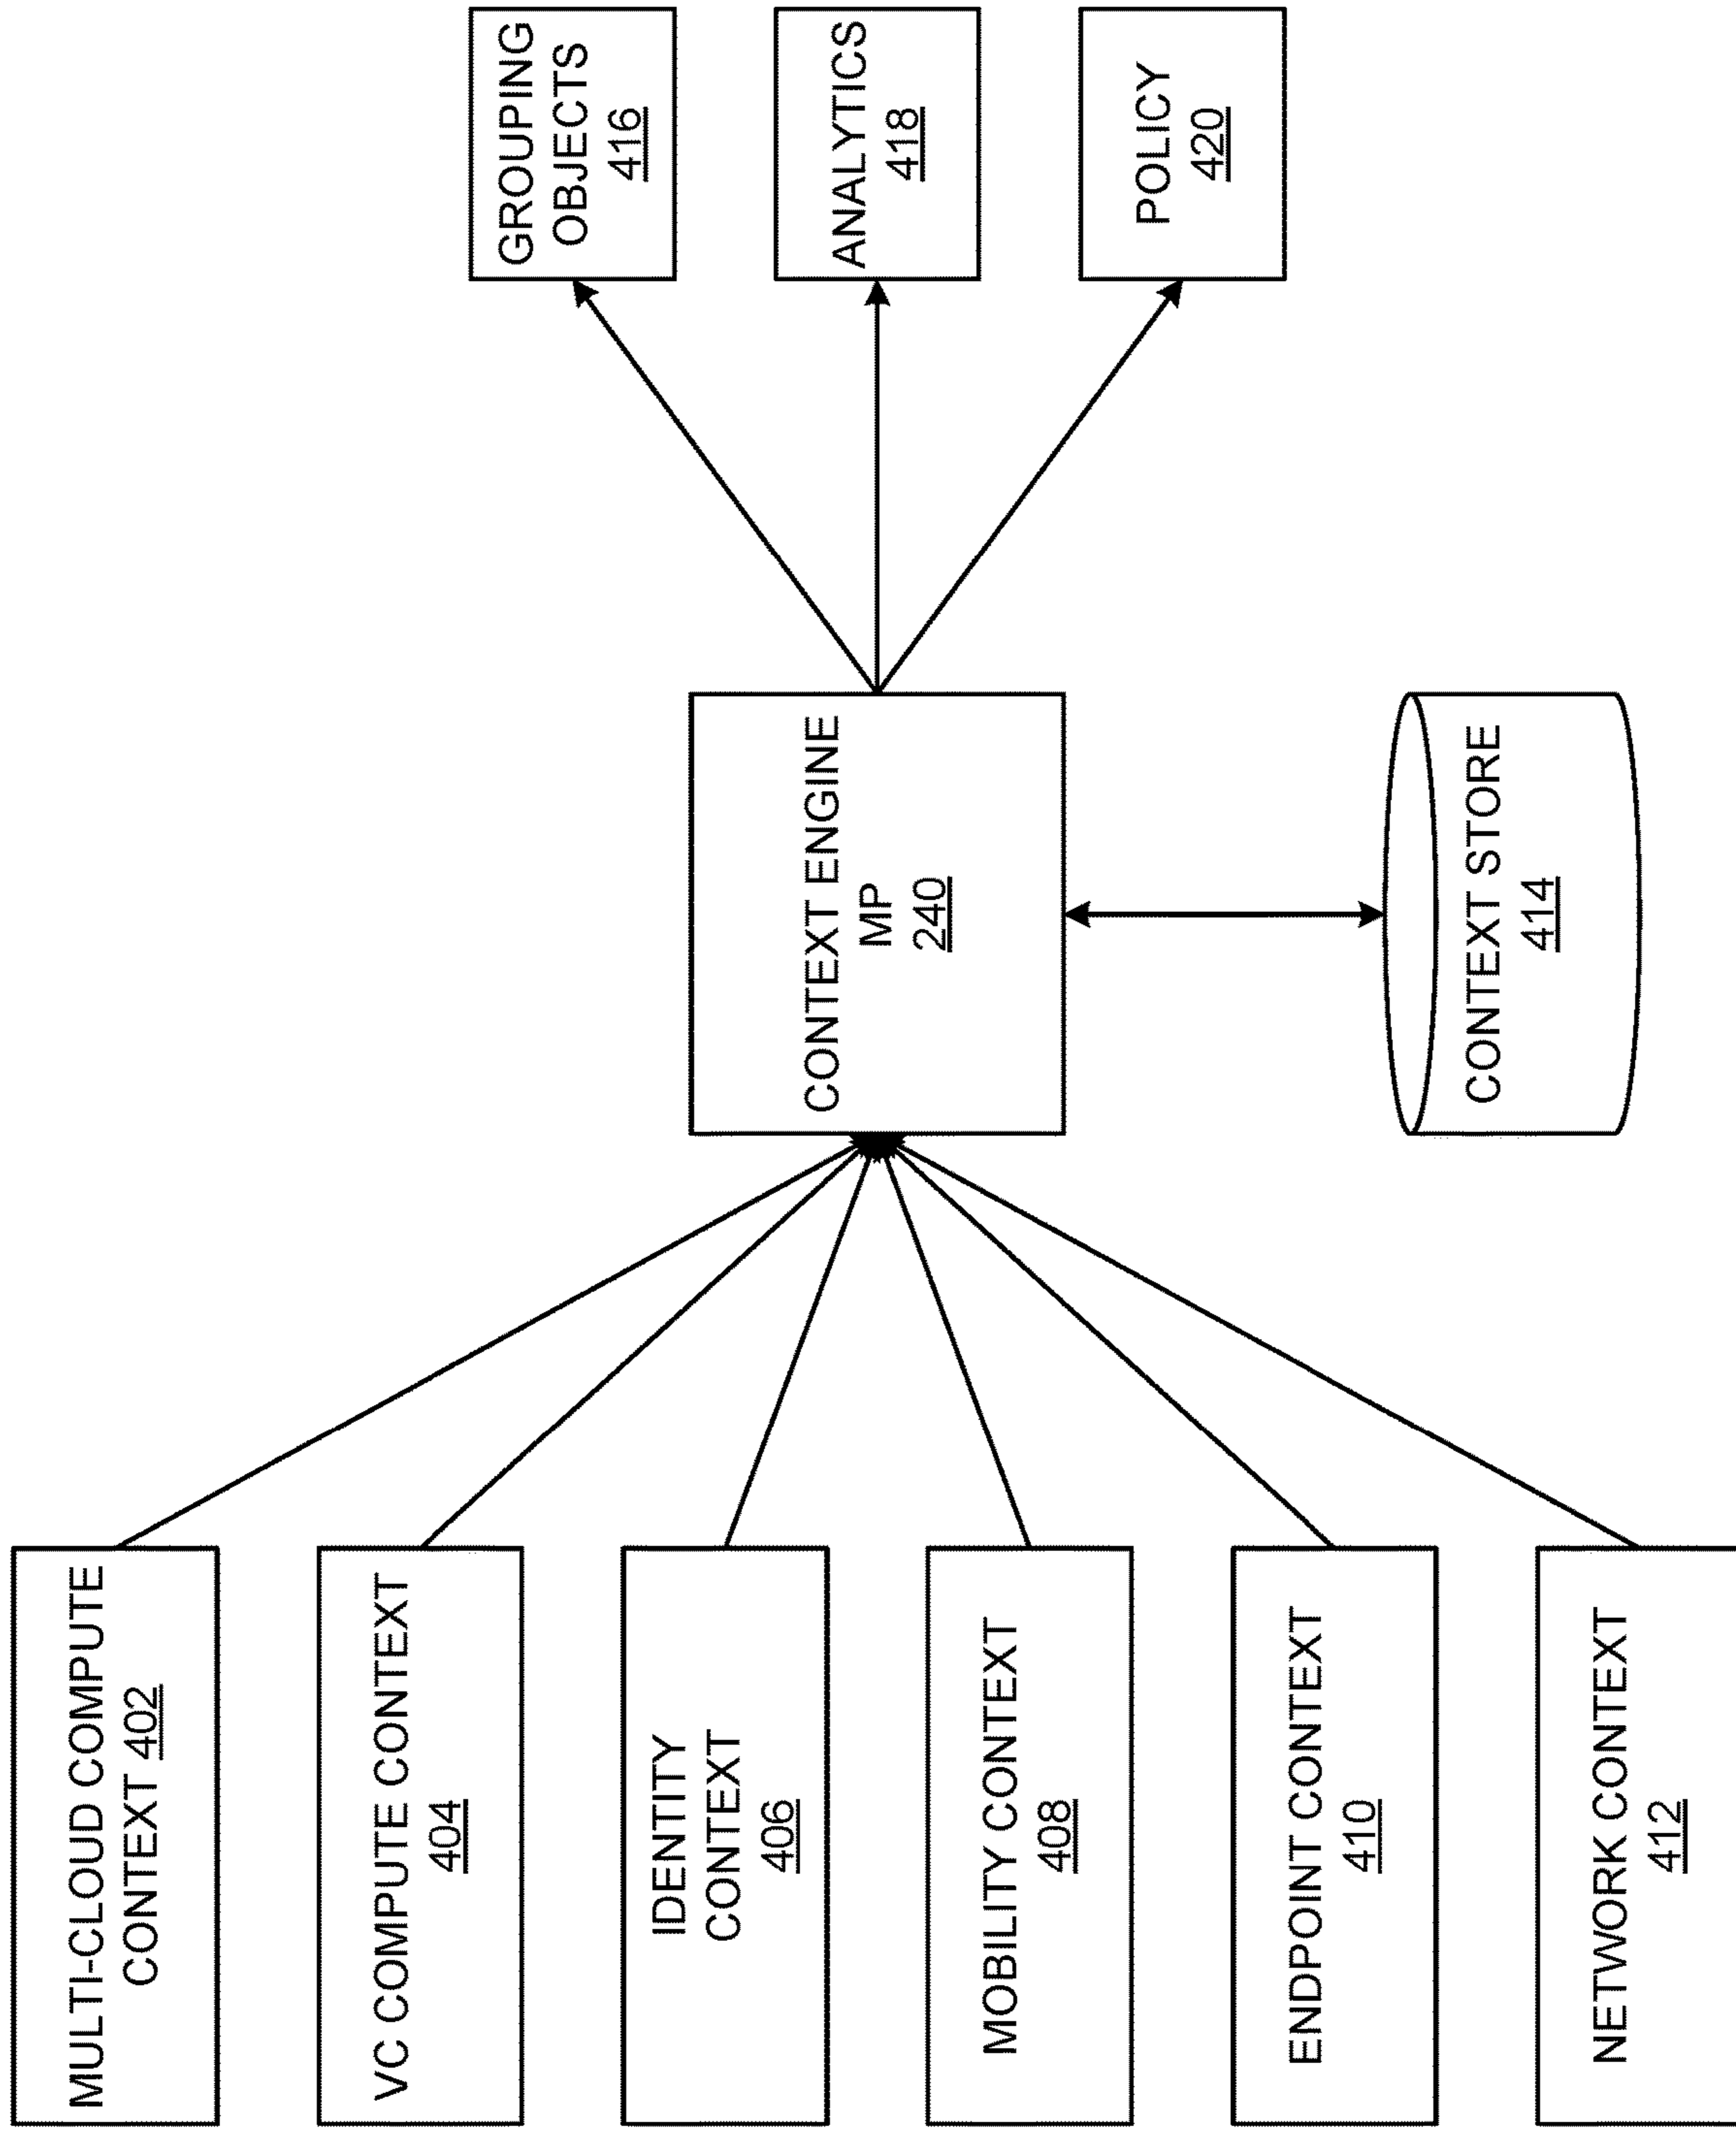 MULTI-CLOUD COMPUTE
CONTEXT 402
VC COMPUTE CONTEXT
404
IDENTITY
CONTEXT
406
MOBILITY CONTEXT
408
ENDPOINT CONTEXT
410
NETWORK CONTEXT
412
CONTEXT ENGINE
MP
240
CONTEXT STORE
414
GROUPING
OBJECTS
416
ANALYTICS
418
POLICY
420